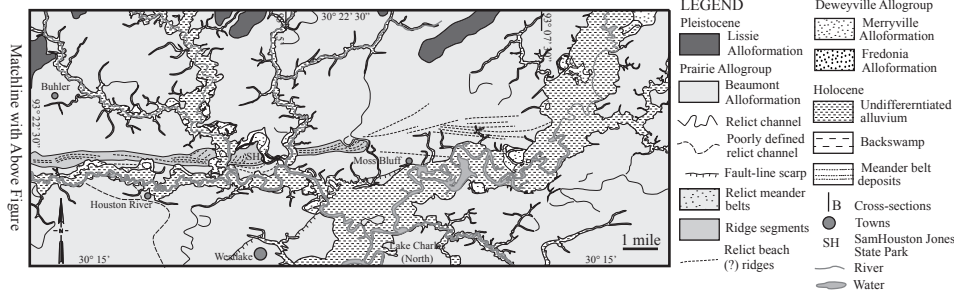 Matchline with Above Figure
30° 22' 30"
93° 07' 30"
Buhler
93° 22' 30"
SH
Moss Bluff
Houston River
Westlake
Lake Charles
(North)
1 mile
30° 15'
30° 15'
LEGEND
Pleistocene
Lissie
Alloformation
Prairie Allogroup
Beaumont
Alloformation
Relict channel
Poorly defined
relict channel
Fault-line scarp
Relict meander
belts
Ridge segments
Relict beach
(?) ridges
Deweyville Allogroup
Merryville
Alloformation
Fredonia
Alloformation
Holocene
Undifferntiated
alluvium
Backswamp
Meander belt
deposits
B Cross-sections
Towns
SH SamHouston Jones
State Park
River
Water